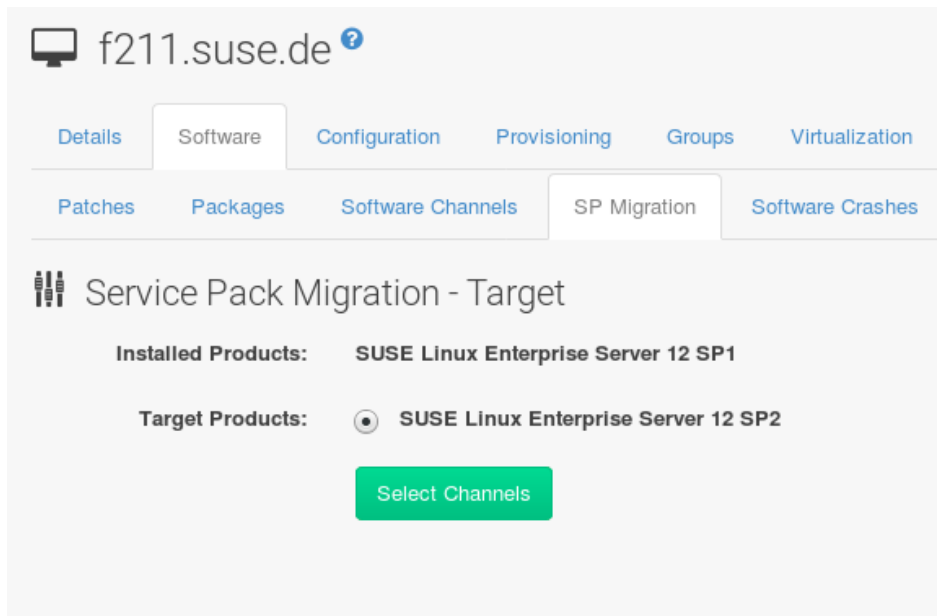 f211.suse.de ?
Details Software Configuration Provisioning Groups Virtualization
Patches Packages Software Channels SP Migration Software Crashes
Service Pack Migration - Target
Installed Products: SUSE Linux Enterprise Server 12 SP1
Target Products: SUSE Linux Enterprise Server 12 SP2
Select Channels